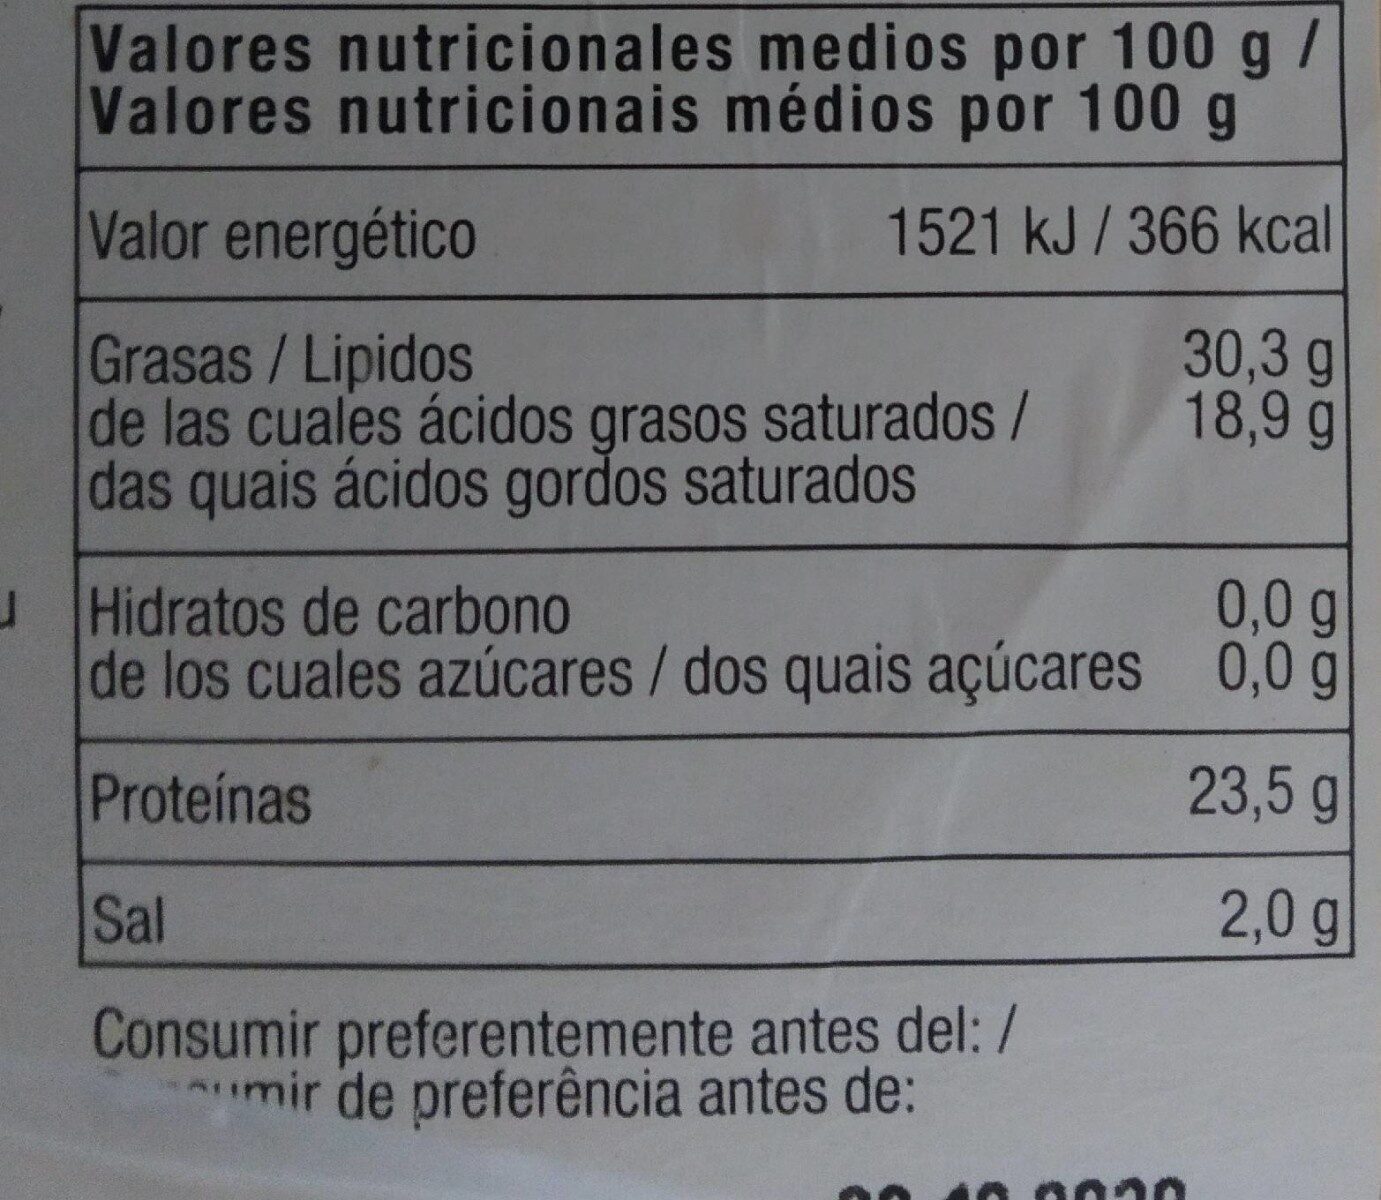 Valores nutricionales medios por 100 g /
Valores nutricionais médios por 100 g
Valor energético 1521 kJ / 366 kcal
Grasas / Lipidos 30,3 g
de las cuales ácidos grasos saturados / 18,9 g
das quais ácidos gordos saturados
Hidratos de carbono 0,0 g
de los cuales azúcares / dos quais açúcares 0,0 g
Proteínas 23,5 g
Sal 2,0 g
Consumir preferentemente antes del: /
de preferência antes de: